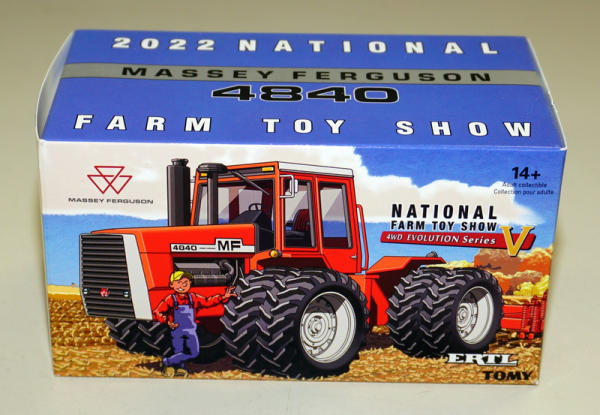 2022 NATIONAL
MASSEY FERGUSON
4840
FARM TOY SHOW
MASSEY FERGUSON
14+
Adult collectible
Collection pour adulte
NATIONAL
FARM TOY SHOW
4WD EVOLUTION Series V
4840
MF
ERTL
TOMY